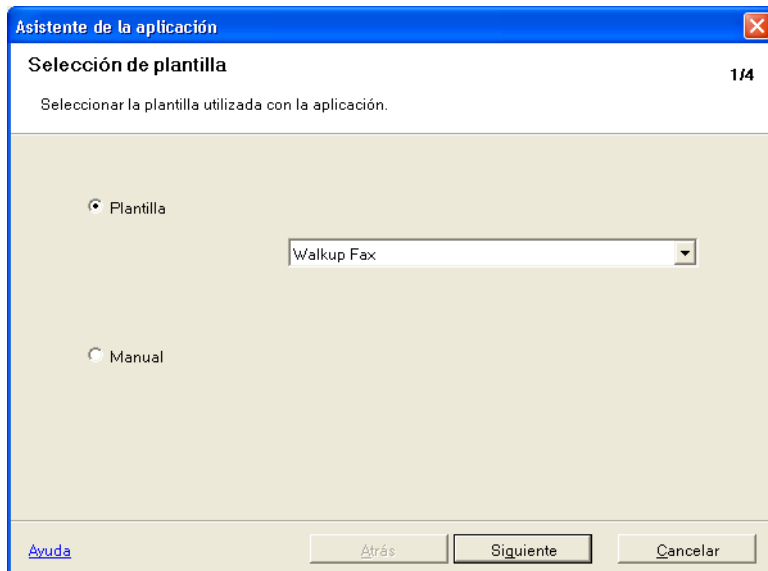 Asistente de la aplicación
Selección de plantilla
1/4
Seleccionar la plantilla utilizada con la aplicación.
Plantilla
Walkup Fax
Manual
Ayuda
Atrás
Siguiente
Cancelar